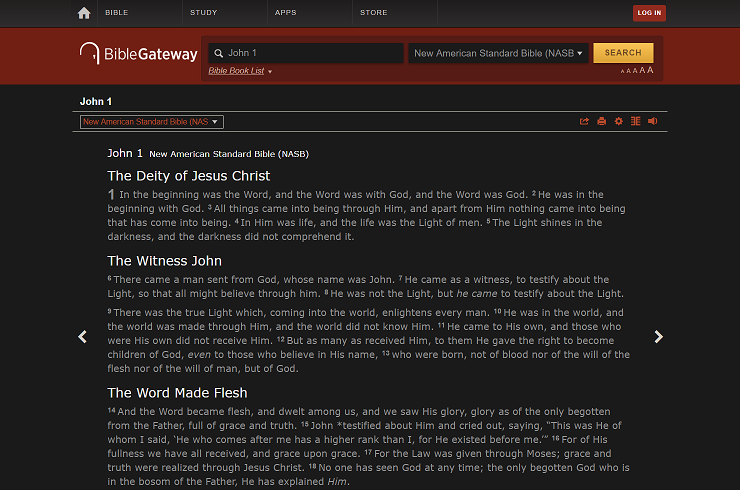 BIBLE STUDY APPS STORE LOG IN
BibleGateway John 1 New American Standard Bible (NASB SEARCH
Bible Book List A A A A A
John 1
New American Standard Bible (NAS
John 1 New American Standard Bible (NASB)
The Deity of Jesus Christ
1 In the beginning was the Word, and the Word was with God, and the Word was God. 2 He was in the
beginning with God. 3 All things came into being through Him, and apart from Him nothing came into being
that has come into being. 4 In Him was life, and the life was the Light of men. 5 The Light shines in the
darkness, and the darkness did not comprehend it.
The Witness John
6 There came a man sent from God, whose name was John. 7 He came as a witness, to testify about the
Light, so that all might believe through him. 8 He was not the Light, but he came to testify about the Light.
9 There was the true Light which, coming into the world, enlightens every man. 10 He was in the world, and
the world was made through Him, and the world did not know Him. 11 He came to His own, and those who
were His own did not receive Him. 12 But as many as received Him, to them He gave the right to become
children of God, even to those who believe in His name, 13 who were born, not of blood nor of the will of the
flesh nor of the will of man, but of God.
The Word Made Flesh
14 And the Word became flesh, and dwelt among us, and we saw His glory, glory as of the only begotten
from the Father, full of grace and truth. 15 John *testified about Him and cried out, saying, “This was He of
whom I said, ‘He who comes after me has a higher rank than I, for He existed before me.’” 16 For of His
fullness we have all received, and grace upon grace. 17 For the Law was given through Moses; grace and
truth were realized through Jesus Christ. 18 No one has seen God at any time; the only begotten God who is
in the bosom of the Father, He has explained Him.